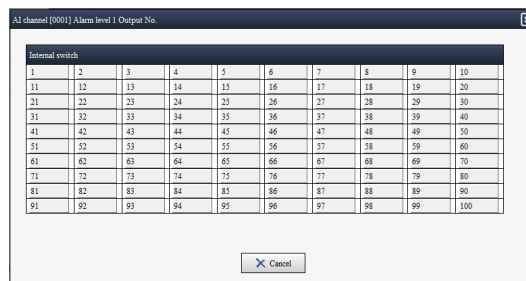 AI channel [0001] Alarm level 1 Output No.
Internal switch
1 2 3 4 5 6 7 8 9 10
11 12 13 14 15 16 17 18 19 20
21 22 23 24 25 26 27 28 29 30
31 32 33 34 35 36 37 38 39 40
41 42 43 44 45 46 47 48 49 50
51 52 53 54 55 56 57 58 59 60
61 62 63 64 65 66 67 68 69 70
71 72 73 74 75 76 77 78 79 80
81 82 83 84 85 86 87 88 89 90
91 92 93 94 95 96 97 98 99 100
Cancel